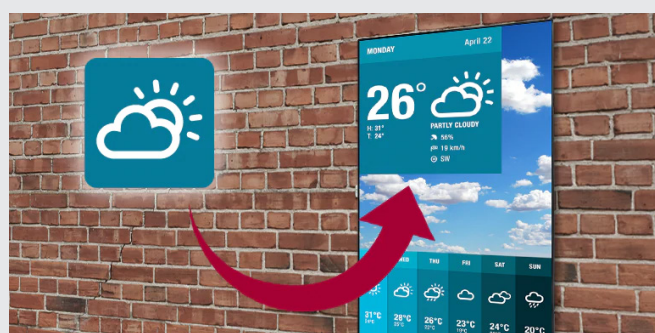 MONDAY
April 22
26°
H: 31°
T: 24°
PARTLY CLOUDY
56%
19 km/h
SW
WED THU FRI SAT SUN
31°C 28°C 26°C 23°C 24°C 20°C